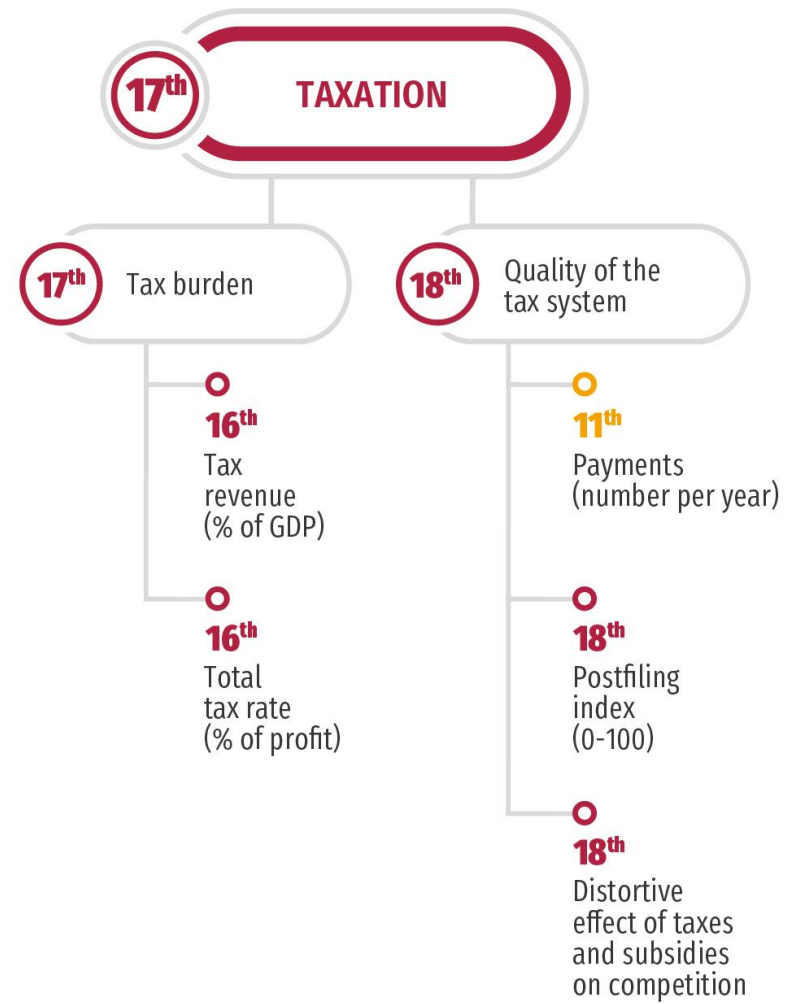 17th
TAXATION
17th
Tax burden
16th
Tax
revenue
(% of GDP)
16th
Total
tax rate
(% of profit)
18th
Quality of the
tax system
11th
Payments
(number per year)
18th
Postfiling
index
(0-100)
18th
Distortive
effect of taxes
and subsidies
on competition